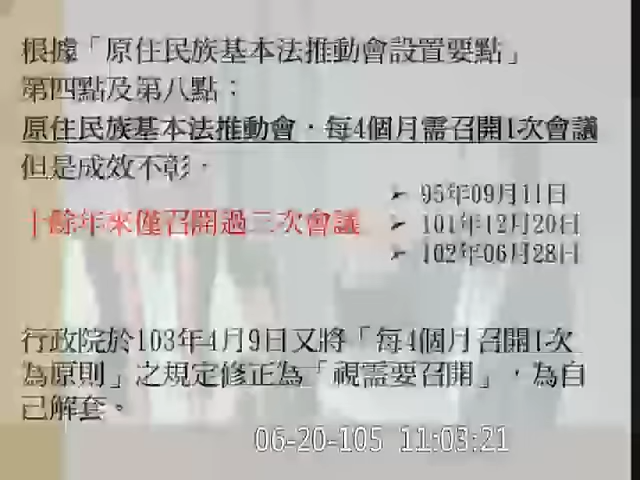 根據「原住民族基本法推動會設置要點」
第四點及第八點：
原住民族基本法推動會，每4個月需召開1次會議
但是成效不彰。
➢ 95年09月11日
十餘年來僅召開過三次會議 ➢ 101年12月20日
➢ 102年06月28日
行政院於103年4月9日又將「每4個月召開1次
為原則」之規定修正為「視需要召開」，為自
己解套。
06-20-105 11:03:21